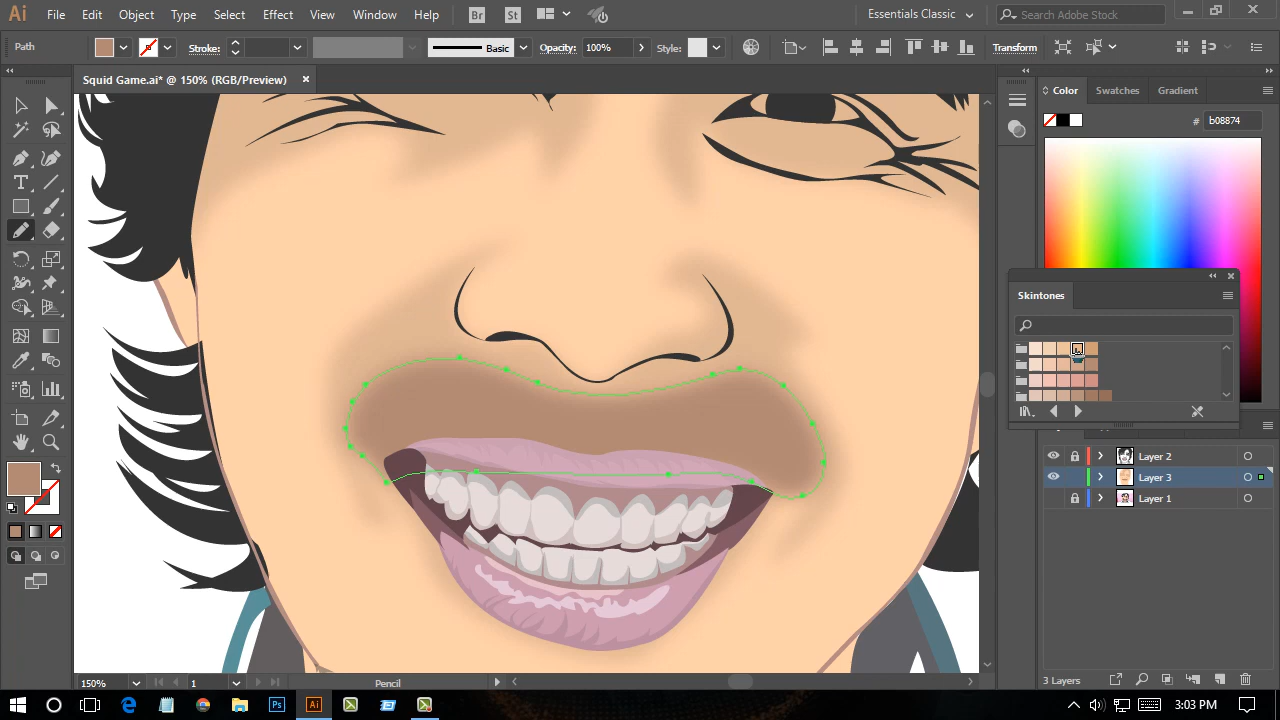 Ai File Edit Object Type Select Effect View Window Help Br St Essentials Classic Search Adobe Stock
Path Stroke: Basic Opacity: 100% Style: Transform
Squid Game.ai* @ 150% (RGB/Preview) ×
Color Swatches Gradient
# b08874
Skintones
Layer 2
Layer 3
Layer 1
3 Layers
150% 1 Pencil
Ps Ai 3:03 PM